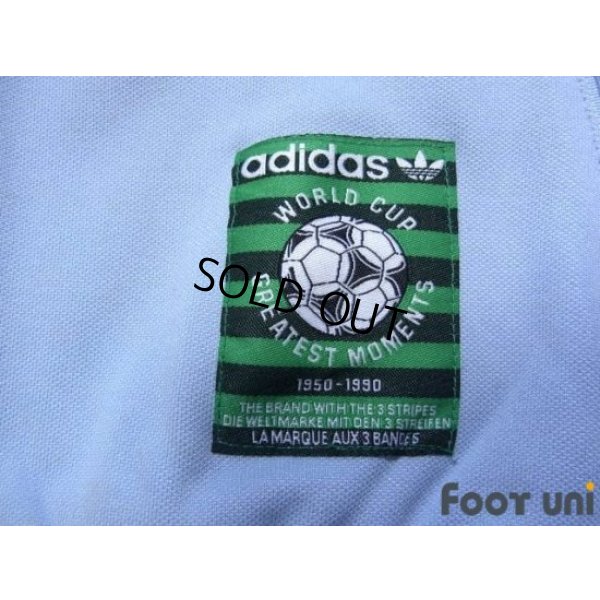 adidas
WORLD CUP
GREATEST MOMENTS
SOLD OUT
1950-1990
THE BRAND WITH THE 3 STRIPES
DIE WELTMARKE MIT DEN 3 STREIFEN
LA MARQUE AUX 3 BANDES
FOOT UNI